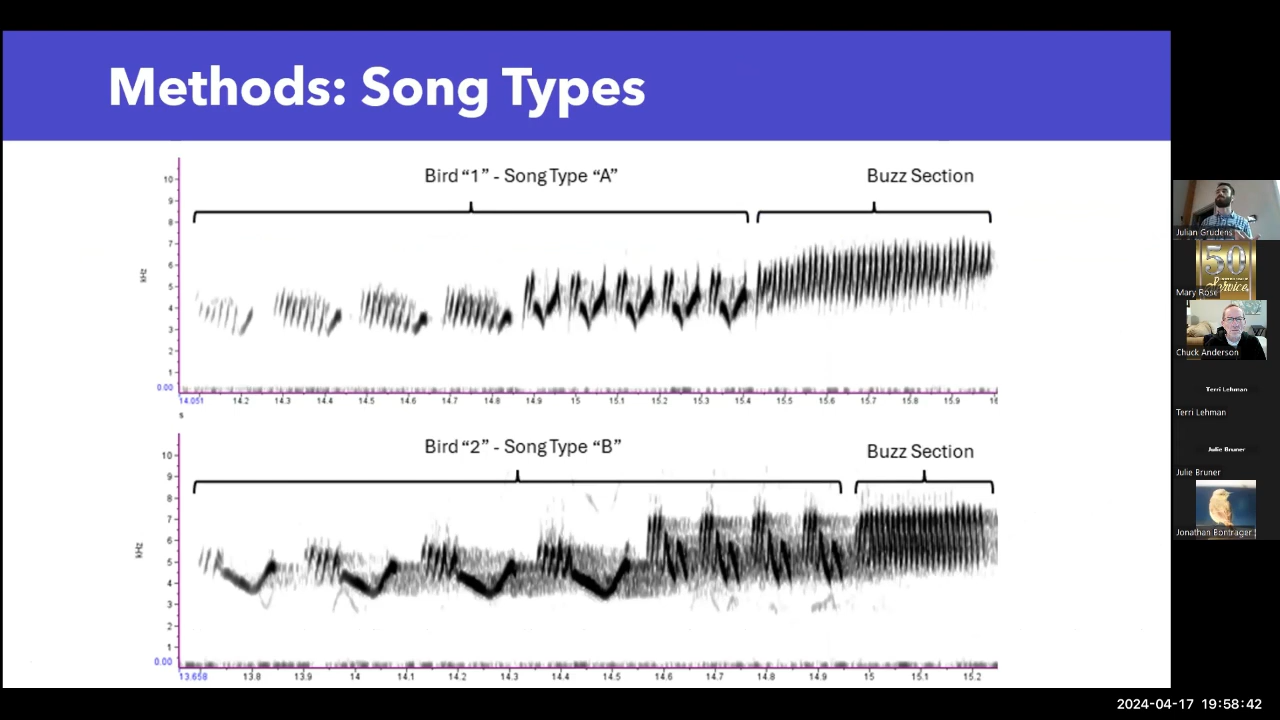 Methods: Song Types
Bird “1” - Song Type “A”
Buzz Section
10
9
8
7
6
5
4
3
2
1
0.00
kHz
14.051 14.2 14.3 14.4 14.5 14.6 14.7 14.8 14.9 15 15.1 15.2 15.3 15.4 15.5 15.6 15.7 15.8 15.9 16
s
Bird “2” - Song Type “B”
Buzz Section
10
9
8
7
6
5
4
3
2
1
0.00
kHz
13.658 13.8 13.9 14 14.1 14.2 14.3 14.4 14.5 14.6 14.7 14.8 14.9 15 15.1 15.2
Julian Grudens
50
Service
Mary Rose
Chuck Anderson
Terri Lehman
Terri Lehman
Julie Bruner
Julie Bruner
Jonathan Bontrager
2024-04-17 19:58:42